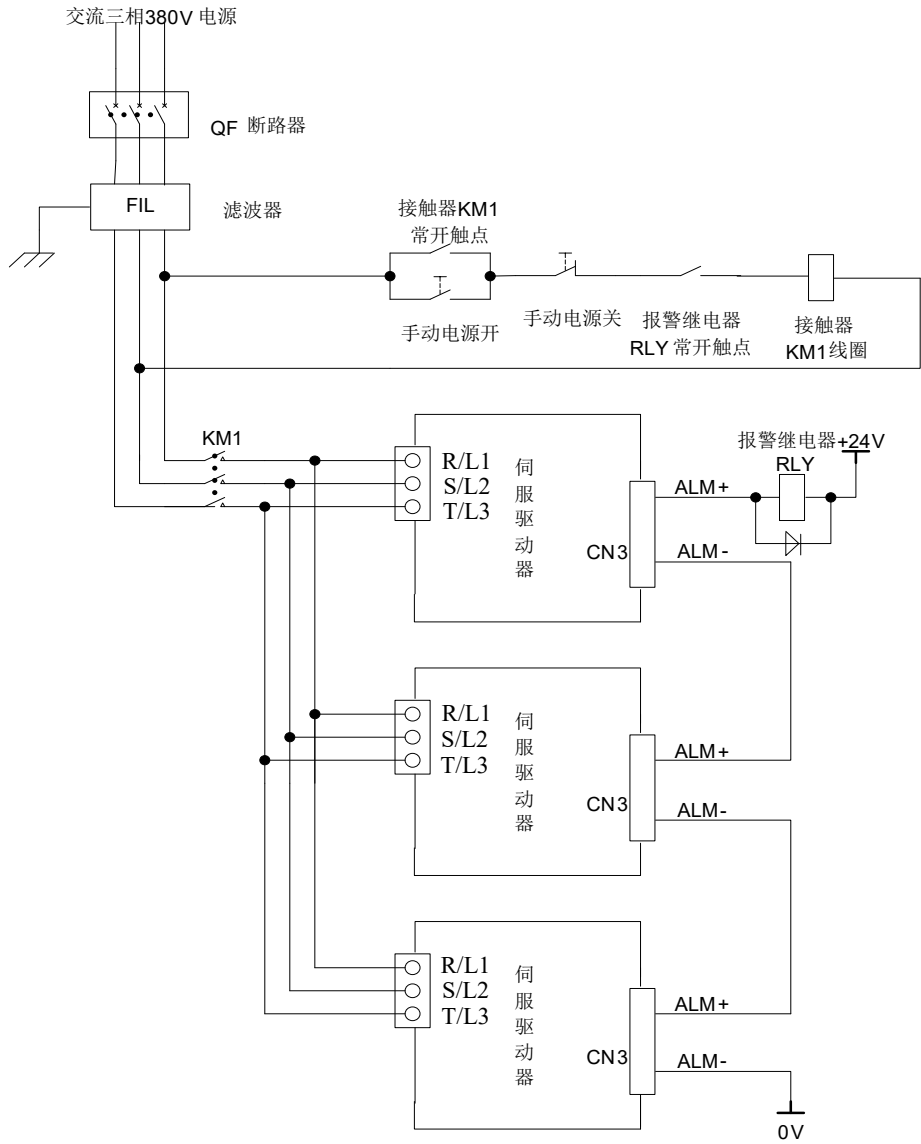 交流三相380V 电源
QF 断路器
FIL
滤波器
接触器KM1
常开触点
手动电源开
手动电源关
报警继电器
RLY 常开触点
接触器
KM1线圈
KM1
R/L1
S/L2
T/L3
伺服驱动器
CN3
ALM+
ALM-
报警继电器+24V
RLY
R/L1
S/L2
T/L3
伺服驱动器
CN3
ALM+
ALM-
R/L1
S/L2
T/L3
伺服驱动器
CN3
ALM+
ALM-
0V